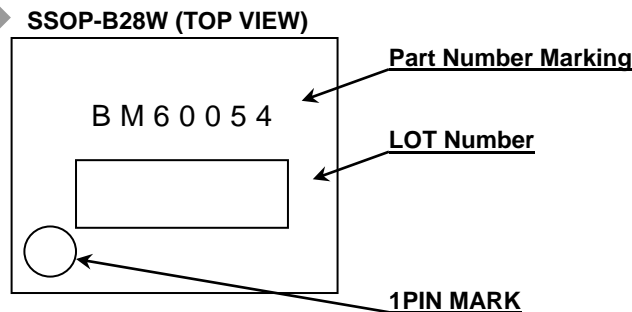 SSOP-B28W (TOP VIEW)
Part Number Marking
BM60054
LOT Number
1PIN MARK